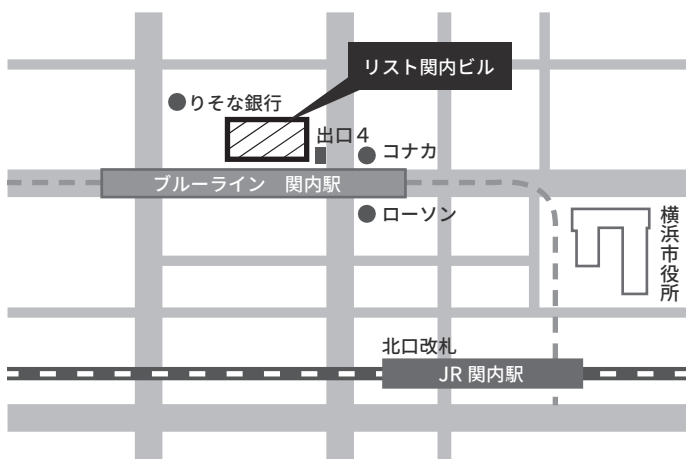 リスト関内ビル
りそな銀行
出口4
コナカ
ブルーライン 関内駅
ローソン
横浜市役所
北口改札
JR 関内駅